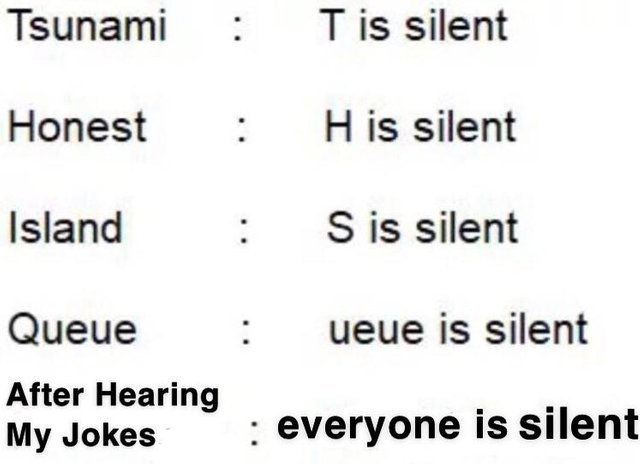 Tsunami : T is silent
Honest : H is silent
Island : S is silent
Queue : ueue is silent
After Hearing
My Jokes : everyone is silent